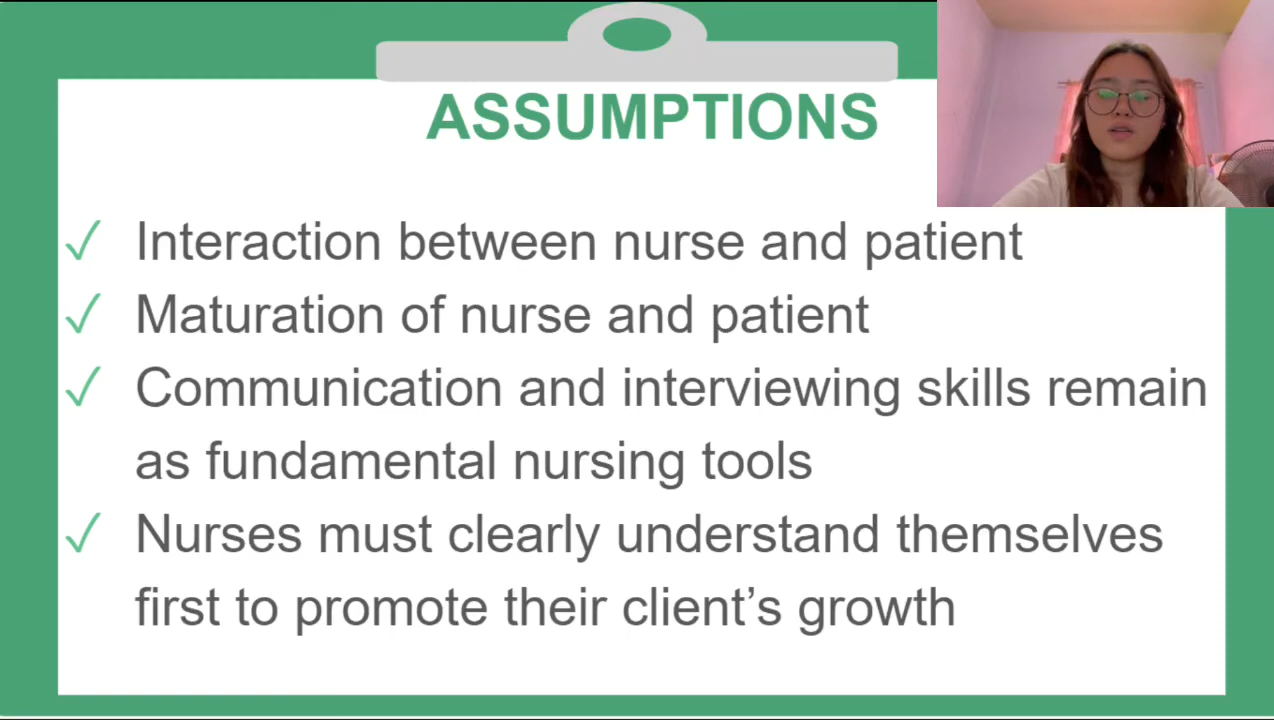 ASSUMPTIONS
✓ Interaction between nurse and patient
✓ Maturation of nurse and patient
✓ Communication and interviewing skills remain
as fundamental nursing tools
✓ Nurses must clearly understand themselves
first to promote their client’s growth